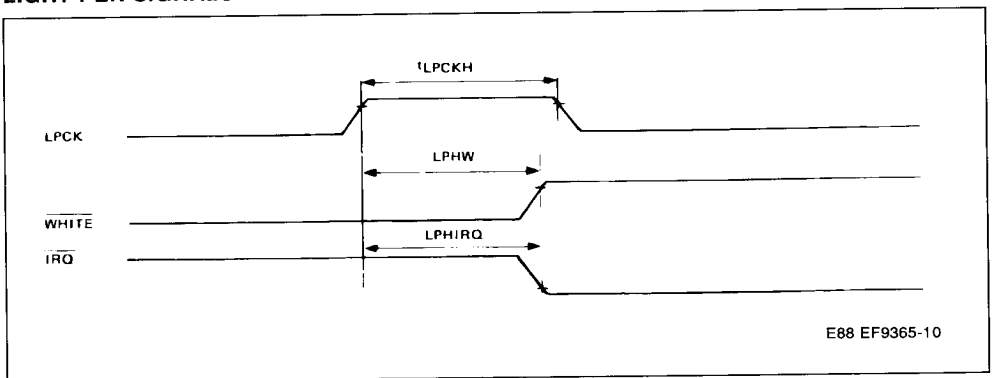 tLPCKH
LPCK
LPHW
WHITE
LPHIRQ
IRQ
E88 EF9365-10